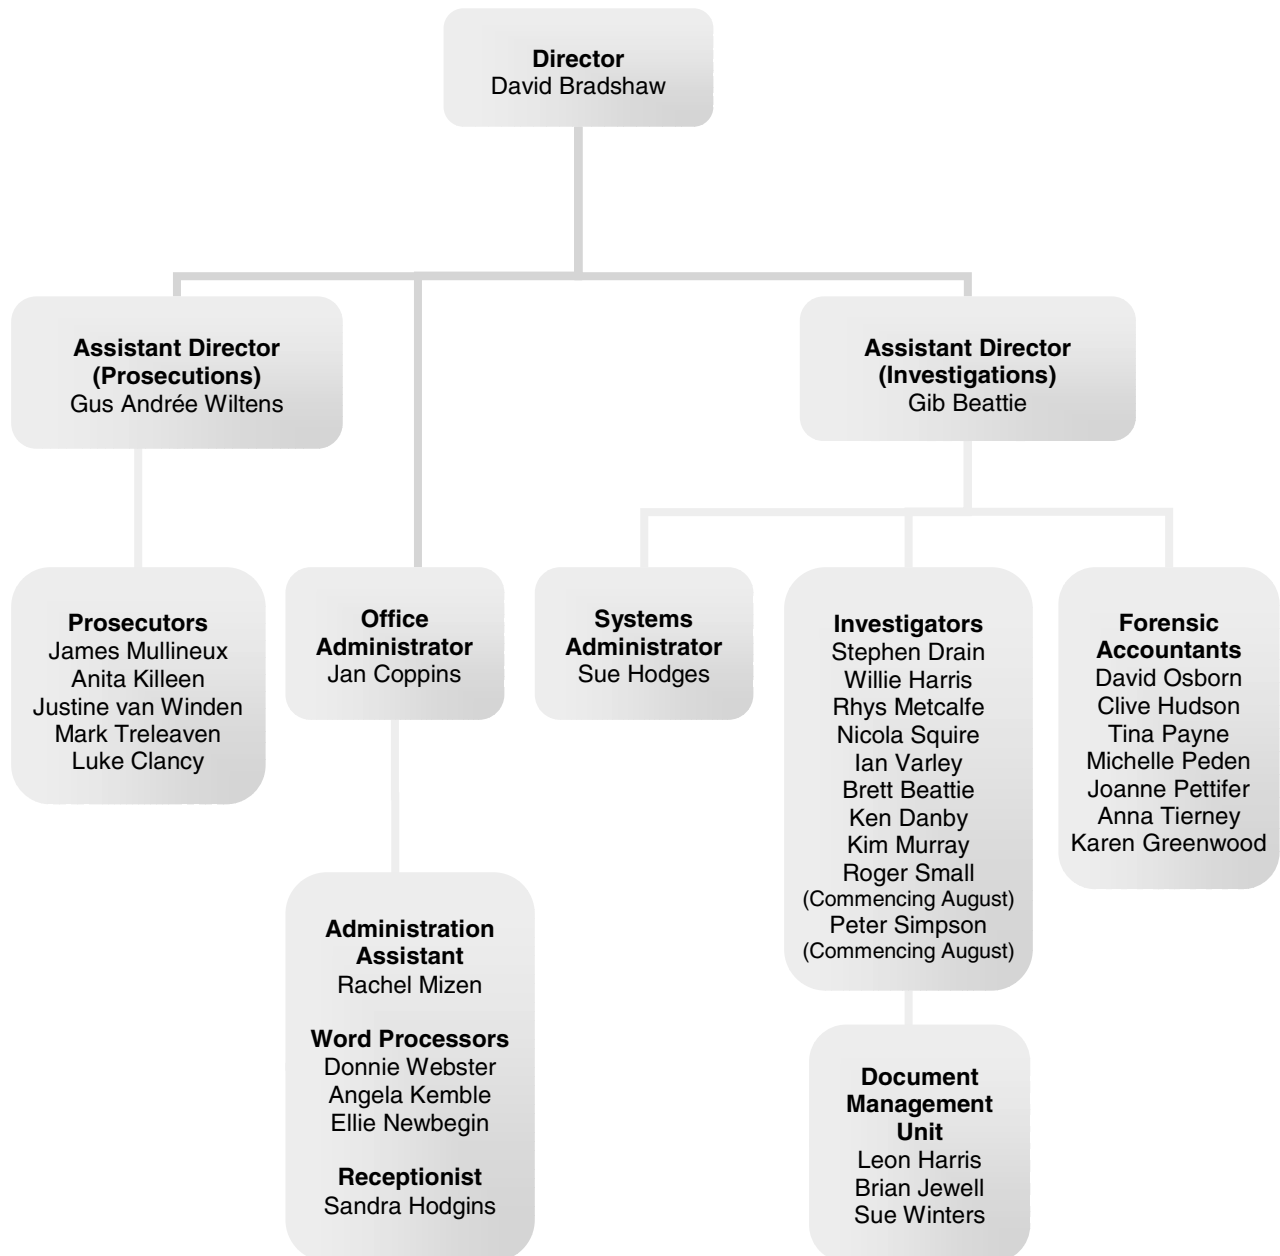 Director
David Bradshaw
Assistant Director
(Prosecutions)
Gus Andrée Wiltens
Assistant Director
(Investigations)
Gib Beattie
Prosecutors
James Mullineux
Anita Killeen
Justine van Winden
Mark Treleaven
Luke Clancy
Office
Administrator
Jan Coppins
Systems
Administrator
Sue Hodges
Investigators
Stephen Drain
Willie Harris
Rhys Metcalfe
Nicola Squire
Ian Varley
Brett Beattie
Ken Danby
Kim Murray
Roger Small
(Commencing August)
Peter Simpson
(Commencing August)
Forensic
Accountants
David Osborn
Clive Hudson
Tina Payne
Michelle Peden
Joanne Pettifer
Anna Tierney
Karen Greenwood
Administration
Assistant
Rachel Mizen
Word Processors
Donnie Webster
Angela Kemble
Ellie Newbegin
Receptionist
Sandra Hodgins
Document
Management
Unit
Leon Harris
Brian Jewell
Sue Winters